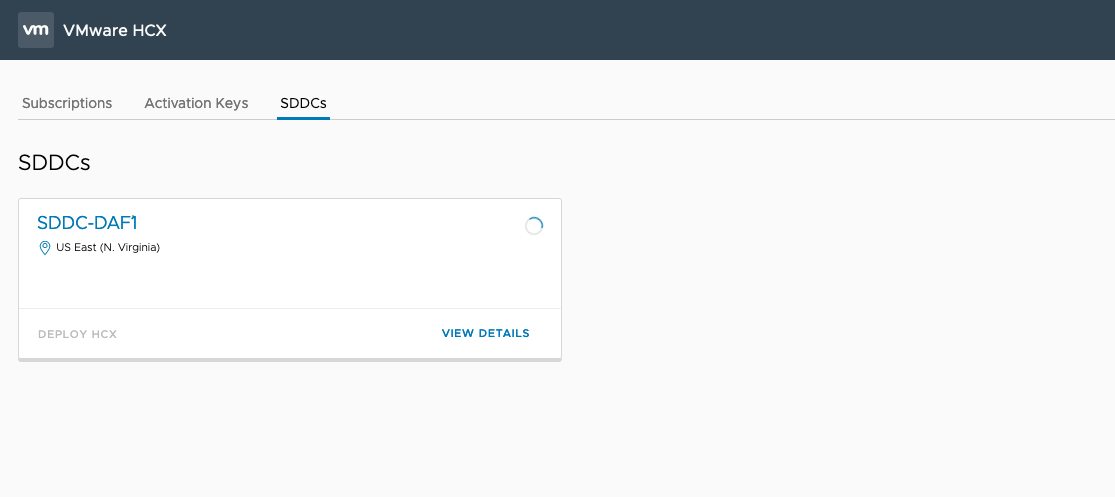 vm VMware HCX
Subscriptions Activation Keys SDDCs
SDDCs
SDDC-DAF1
US East (N. Virginia)
DEPLOY HCX VIEW DETAILS